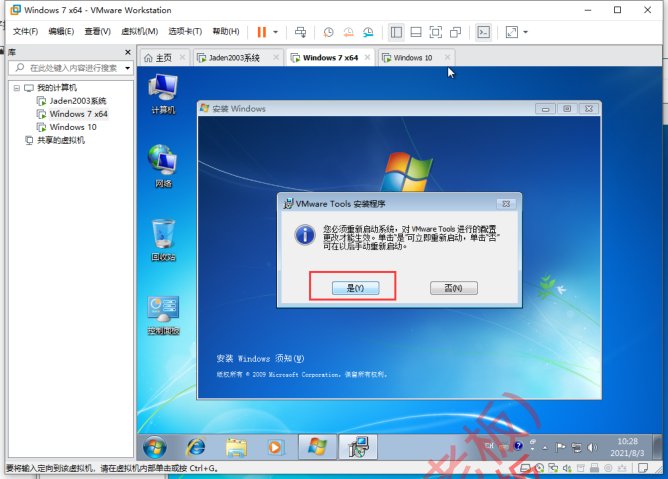 Windows 7 x64 - VMware Workstation
文件(F) 编辑(E) 查看(V) 虚拟机(M) 选项卡(T) 帮助(H)
库
在此处键入内容进行搜索
我的计算机
Jaden2003系统
Windows 7 x64
Windows 10
共享的虚拟机
主页 Jaden2003系统 Windows 7 x64 Windows 10
计算机
网络
回收站
控制面板
安装 Windows
VMware Tools 安装程序
您必须重新启动系统，对 VMware Tools 进行的配置
更改才能生效。单击“是”可立即重新启动，单击“否”
可在以后手动重新启动。
是(Y) 否(N)
安装 Windows 须知(W)
版权所有 © 2009 Microsoft Corporation。保留所有权利。
CH
10:28
2021/8/3
要将输入定向到该虚拟机，请在虚拟机内部单击或按 Ctrl+G。
老板)